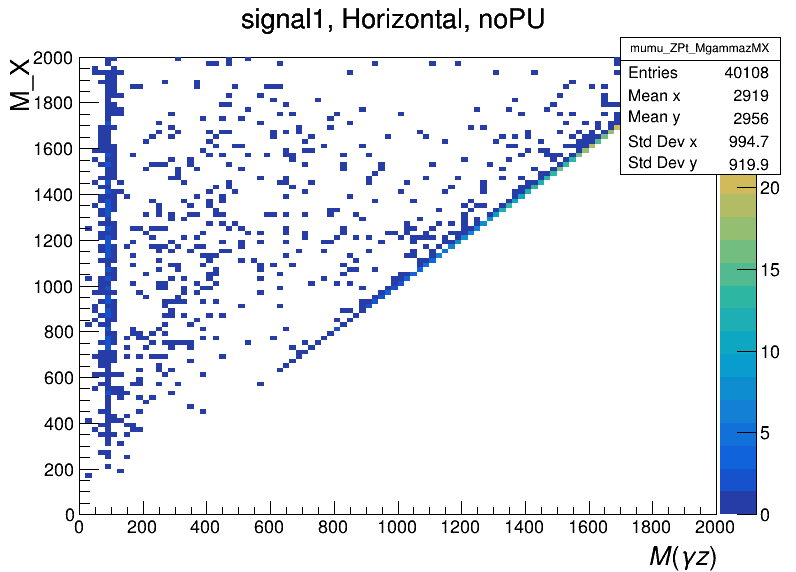 signal1, Horizontal, noPU
mumu_ZPt_MgammazMX
Entries 40108
Mean x 2919
Mean y 2956
Std Dev x 994.7
Std Dev y 919.9
M_X
2000
1800
1600
1400
1200
1000
800
600
400
200
0
20
15
10
5
0
0 200 400 600 800 1000 1200 1400 1600 1800 2000
M(γz)